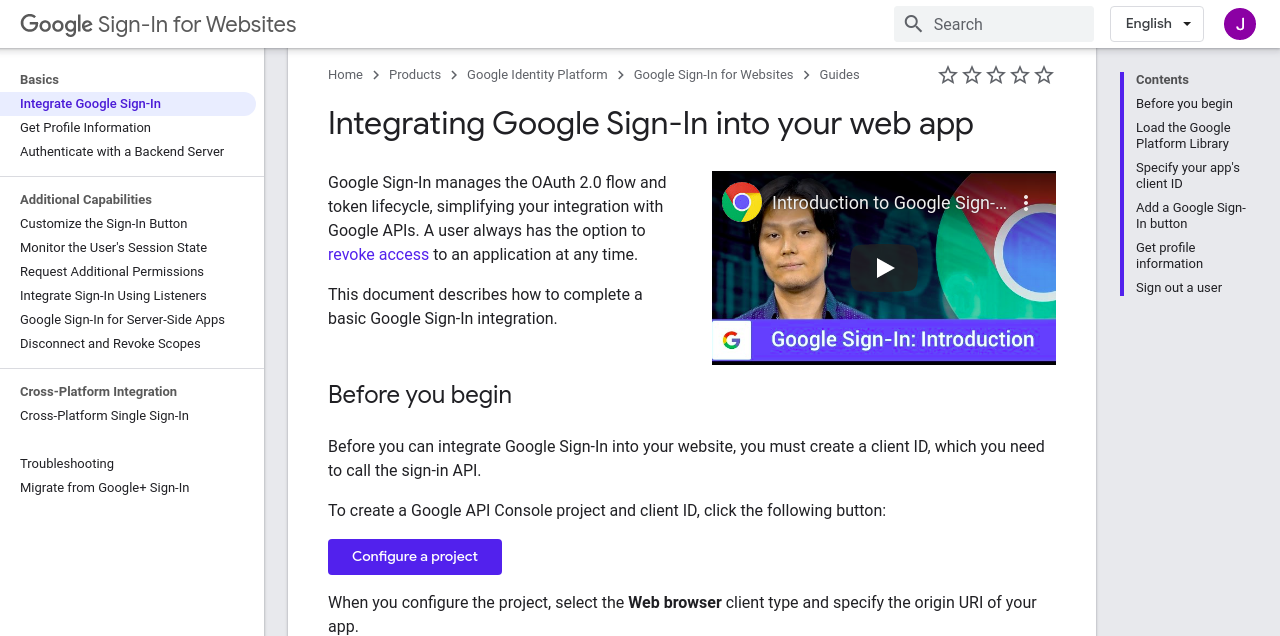 Google Sign-In for Websites
Search
English
J
Basics
Integrate Google Sign-In
Get Profile Information
Authenticate with a Backend Server
Additional Capabilities
Customize the Sign-In Button
Monitor the User's Session State
Request Additional Permissions
Integrate Sign-In Using Listeners
Google Sign-In for Server-Side Apps
Disconnect and Revoke Scopes
Cross-Platform Integration
Cross-Platform Single Sign-In
Troubleshooting
Migrate from Google+ Sign-In
Home > Products > Google Identity Platform > Google Sign-In for Websites > Guides
Integrating Google Sign-In into your web app
Google Sign-In manages the OAuth 2.0 flow and
token lifecycle, simplifying your integration with
Google APIs. A user always has the option to
revoke access to an application at any time.
This document describes how to complete a
basic Google Sign-In integration.
Introduction to Google Sign-...
G
Google Sign-In: Introduction
Before you begin
Before you can integrate Google Sign-In into your website, you must create a client ID, which you need
to call the sign-in API.
To create a Google API Console project and client ID, click the following button:
Configure a project
When you configure the project, select the Web browser client type and specify the origin URI of your
app.
Contents
Before you begin
Load the Google
Platform Library
Specify your app's
client ID
Add a Google Sign-
In button
Get profile
information
Sign out a user